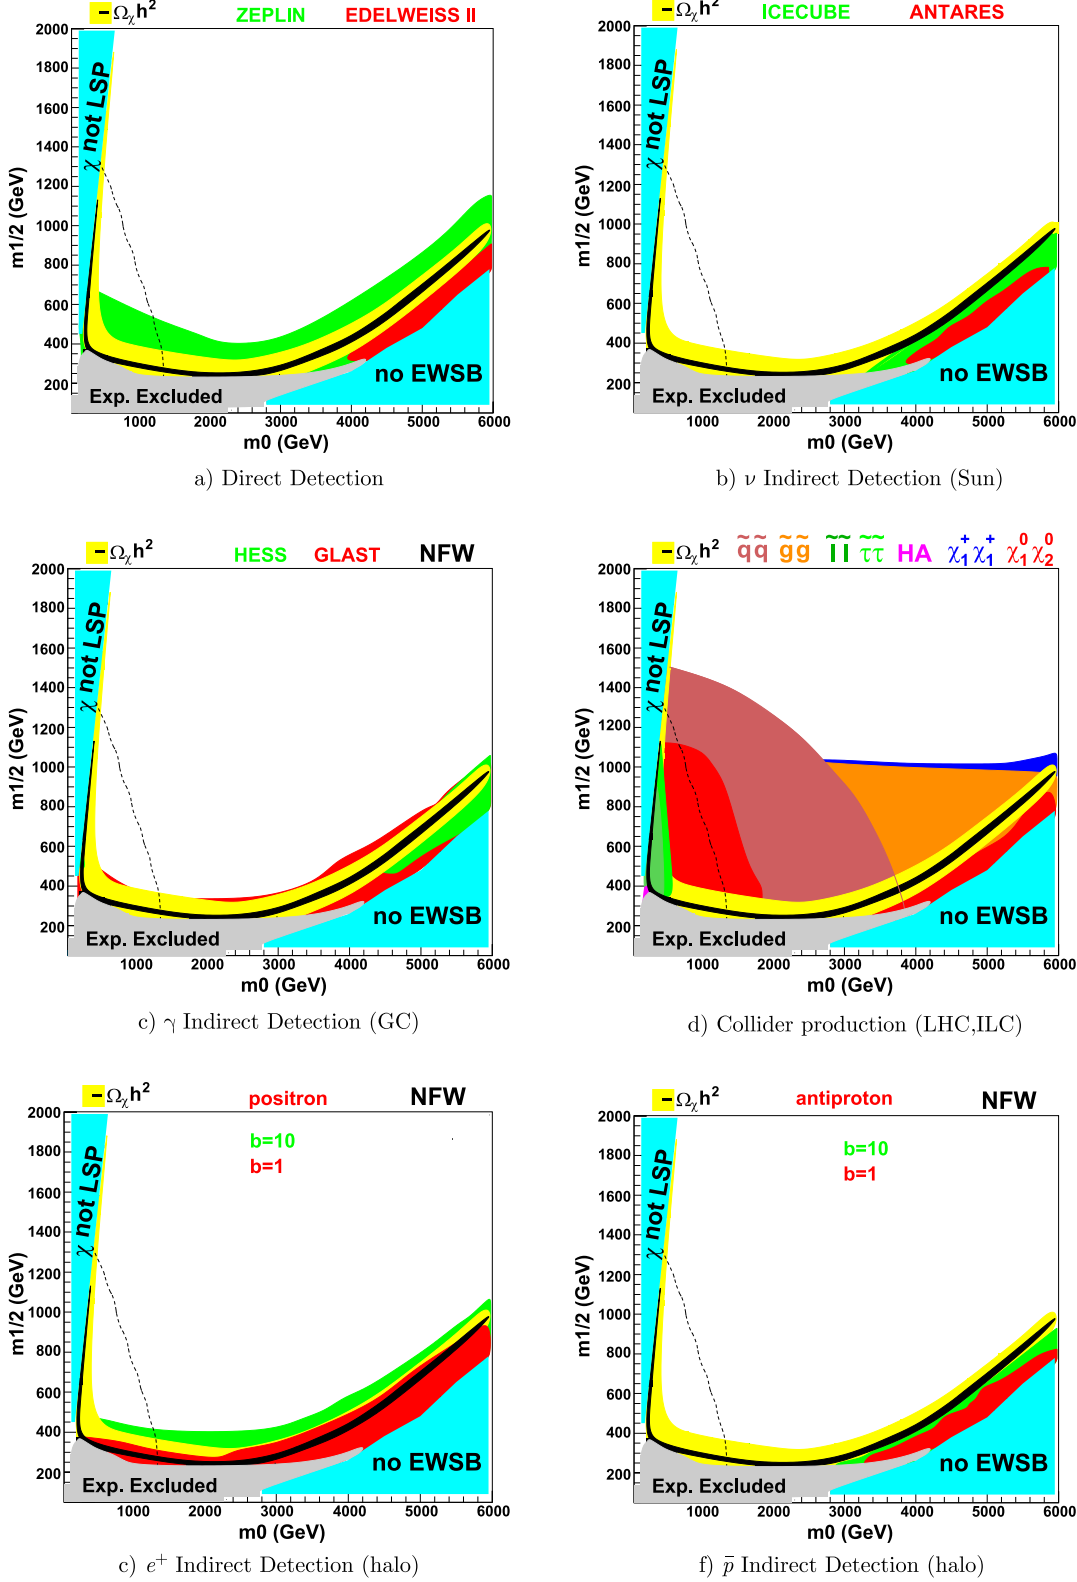 Ωχh² ZEPLIN EDELWEISS II
2000
1800
1600
1400
1200
1000
800
600
400
200
m1/2 (GeV)
χ not LSP
no EWSB
Exp. Excluded
1000 2000 3000 4000 5000 6000
m0 (GeV)
a) Direct Detection
Ωχh² ICECUBE ANTARES
2000
1800
1600
1400
1200
1000
800
600
400
200
m1/2 (GeV)
χ not LSP
no EWSB
Exp. Excluded
1000 2000 3000 4000 5000 6000
m0 (GeV)
b) ν Indirect Detection (Sun)
Ωχh² HESS GLAST NFW
2000
1800
1600
1400
1200
1000
800
600
400
200
m1/2 (GeV)
χ not LSP
no EWSB
Exp. Excluded
1000 2000 3000 4000 5000 6000
m0 (GeV)
c) γ Indirect Detection (GC)
Ωχh² q̃q̃ g̃g̃ l̃l̃ τ̃τ̃ HA χ₁⁺χ₁⁺ χ₁⁰χ₂⁰
2000
1800
1600
1400
1200
1000
800
600
400
200
m1/2 (GeV)
χ not LSP
no EWSB
Exp. Excluded
1000 2000 3000 4000 5000 6000
m0 (GeV)
d) Collider production (LHC,ILC)
Ωχh² positron NFW
b=10
b=1
2000
1800
1600
1400
1200
1000
800
600
400
200
m1/2 (GeV)
χ not LSP
no EWSB
Exp. Excluded
1000 2000 3000 4000 5000 6000
m0 (GeV)
c) e⁺ Indirect Detection (halo)
Ωχh² antiproton NFW
b=10
b=1
2000
1800
1600
1400
1200
1000
800
600
400
200
m1/2 (GeV)
χ not LSP
no EWSB
Exp. Excluded
1000 2000 3000 4000 5000 6000
m0 (GeV)
f) p̄ Indirect Detection (halo)